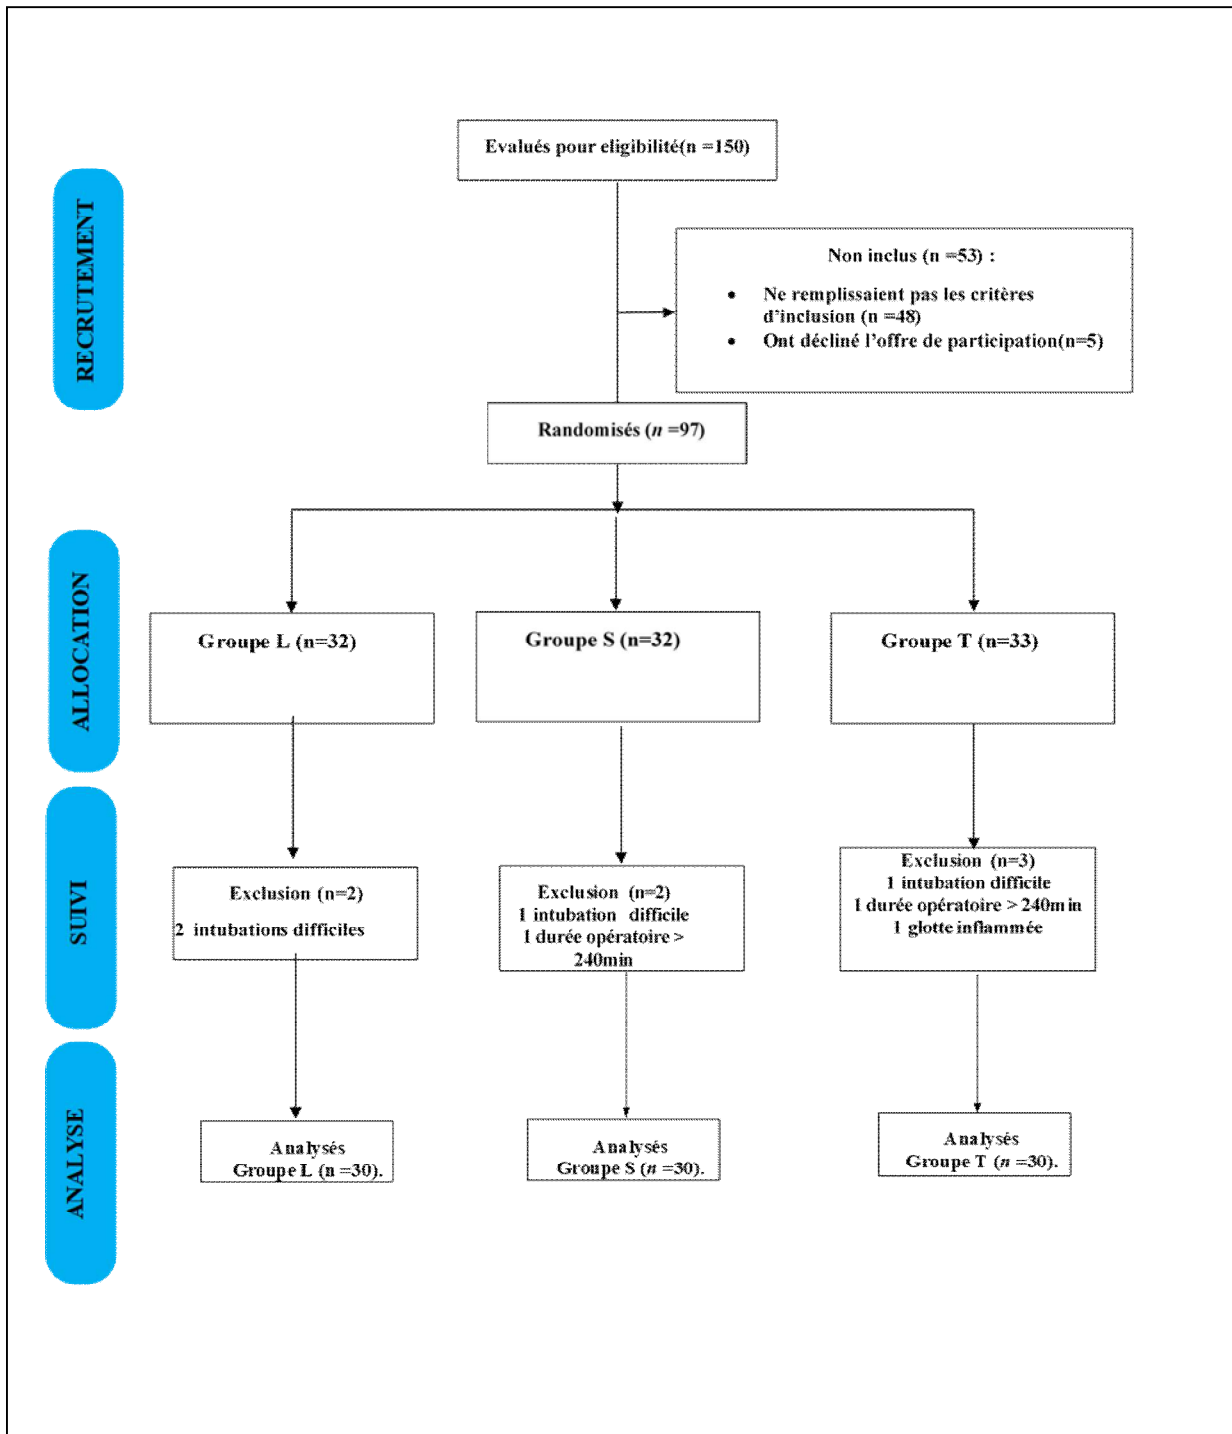 Evalués pour eligibilité(n =150)
RECRUTEMENT
Non inclus (n =53) :
• Ne remplissaient pas les critères
d'inclusion (n =48)
• Ont décliné l'offre de participation(n=5)
Randomisés (n =97)
ALLOCATION
Groupe L (n=32)
Groupe S (n=32)
Groupe T (n=33)
SUIVI
Exclusion (n=2)
2 intubations difficiles
Exclusion (n=2)
1 intubation difficile
1 durée opératoire >
240min
Exclusion (n=3)
1 intubation difficile
1 durée opératoire > 240min
1 glotte inflammée
ANALYSE
Analysés
Groupe L (n =30).
Analysés
Groupe S (n =30).
Analysés
Groupe T (n =30).